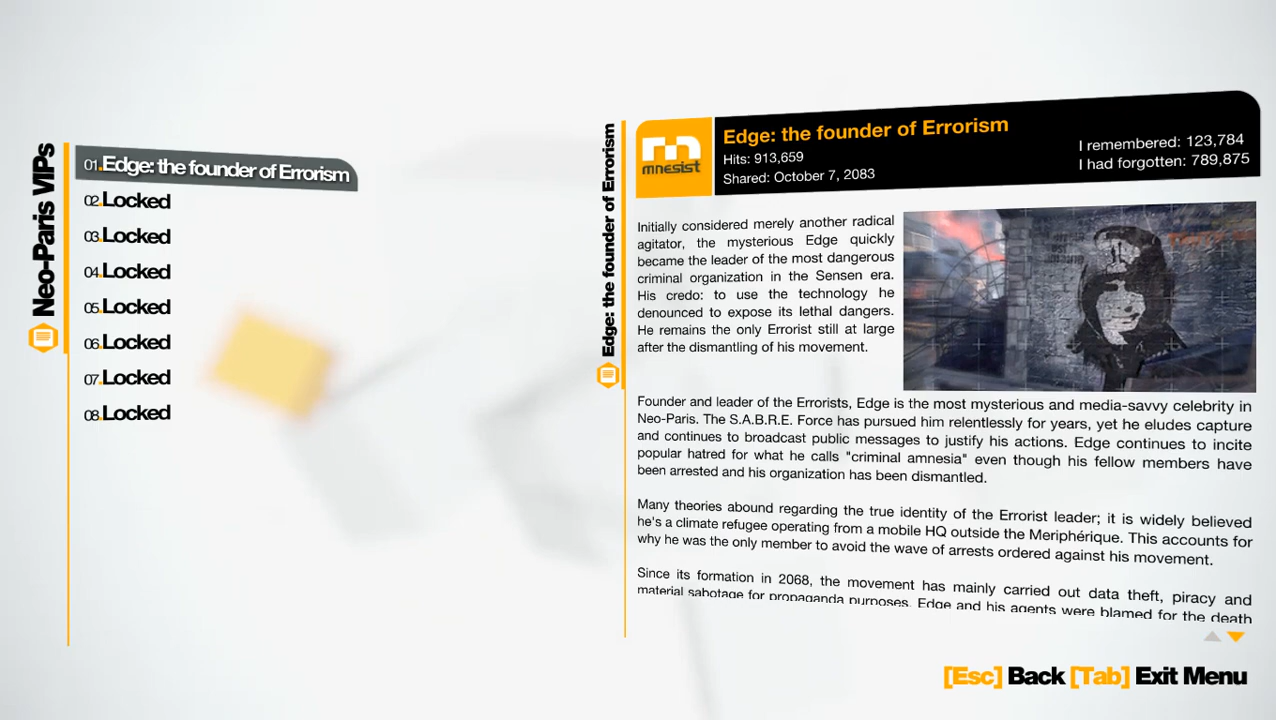 Neo-Paris VIPs
01.Edge: the founder of Errorism
02.Locked
03.Locked
04.Locked
05.Locked
06.Locked
07.Locked
08.Locked
Edge: the founder of Errorism
mnesist
Edge: the founder of Errorism
Hits: 913,659
Shared: October 7, 2083
I remembered: 123,784
I had forgotten: 789,875
Initially considered merely another radical
agitator, the mysterious Edge quickly
became the leader of the most dangerous
criminal organization in the Sensen era.
His credo: to use the technology he
denounced to expose its lethal dangers.
He remains the only Errorist still at large
after the dismantling of his movement.
Founder and leader of the Errorists, Edge is the most mysterious and media-savvy celebrity in
Neo-Paris. The S.A.B.R.E. Force has pursued him relentlessly for years, yet he eludes capture
and continues to broadcast public messages to justify his actions. Edge continues to incite
popular hatred for what he calls "criminal amnesia" even though his fellow members have
been arrested and his organization has been dismantled.
Many theories abound regarding the true identity of the Errorist leader; it is widely believed
he's a climate refugee operating from a mobile HQ outside the Meriphérique. This accounts for
why he was the only member to avoid the wave of arrests ordered against his movement.
Since its formation in 2068, the movement has mainly carried out data theft, piracy and
material sabotage for propaganda purposes. Edge and his agents were blamed for the death
[Esc] Back [Tab] Exit Menu